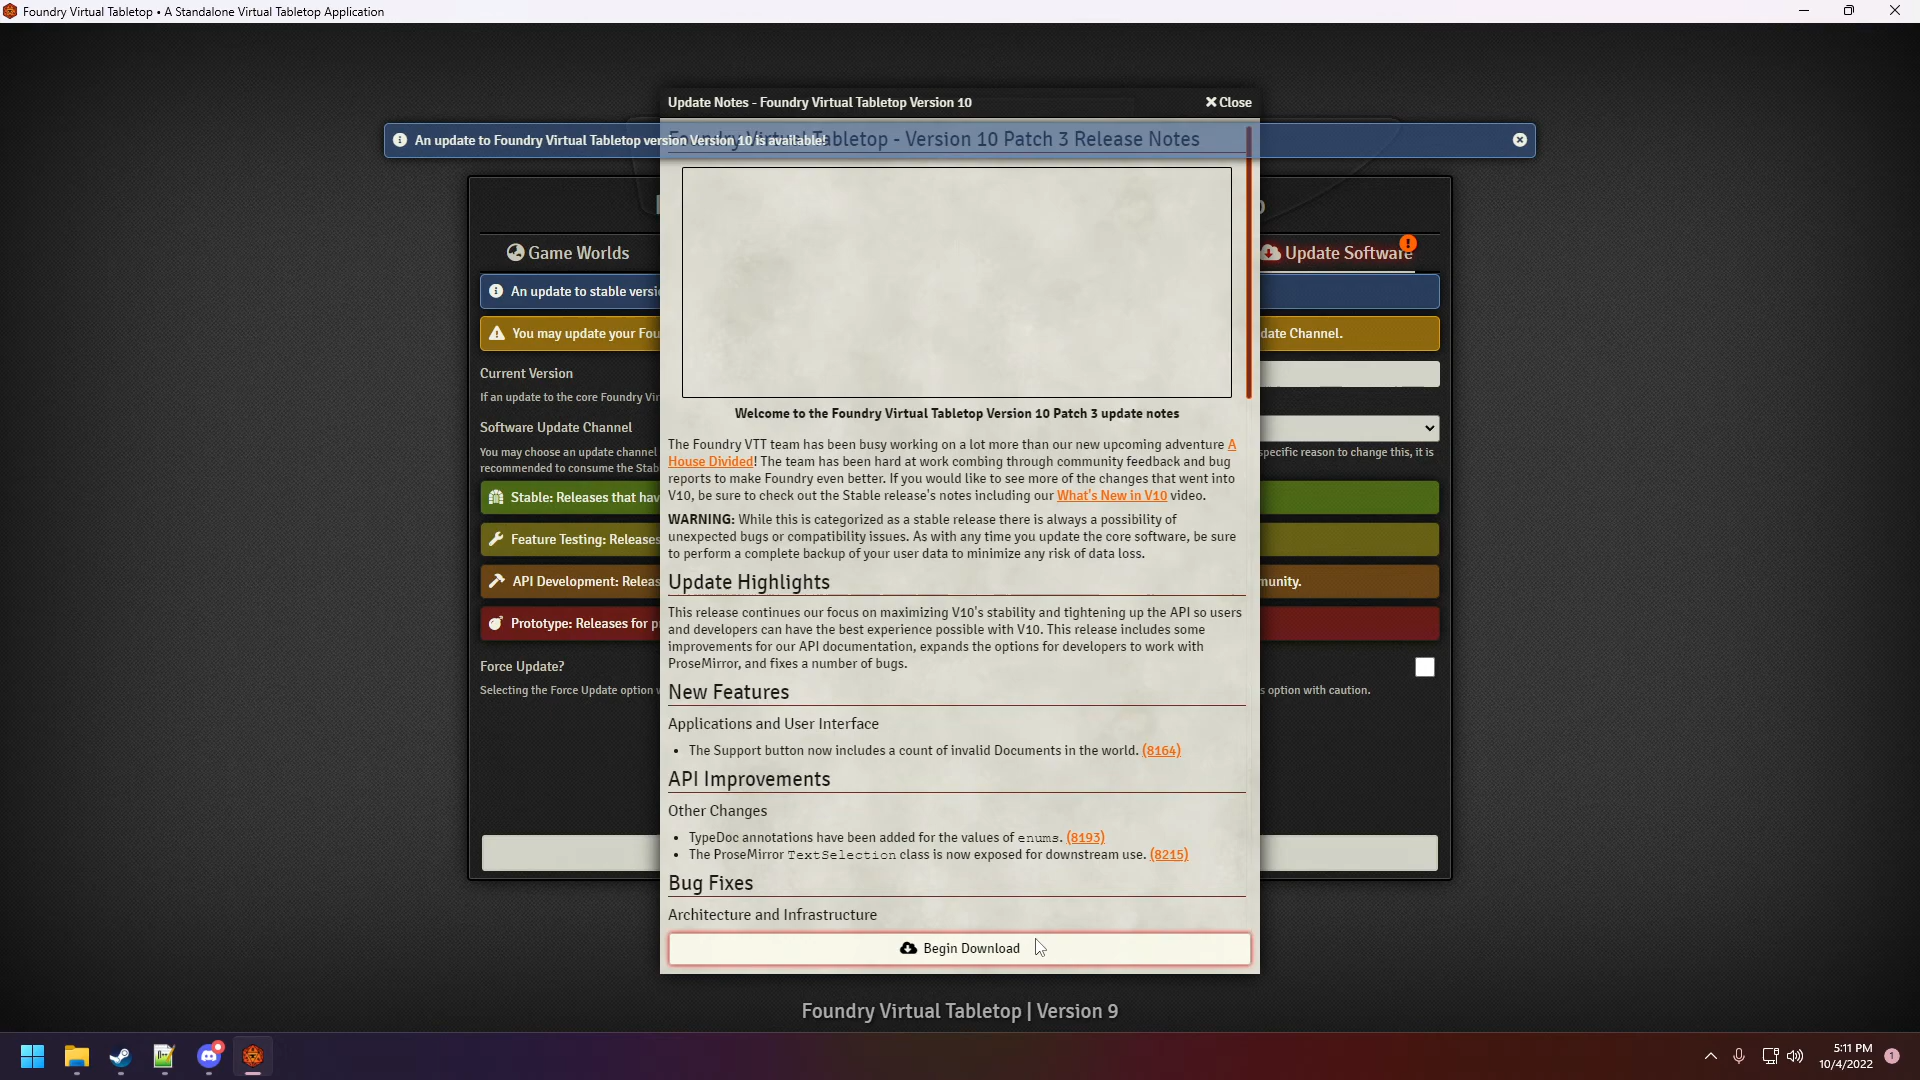 Foundry Virtual Tabletop • A Standalone Virtual Tabletop Application
Update Notes - Foundry Virtual Tabletop Version 10
Close
An update to Foundry Virtual Tabletop version Version 10 is available!
Foundry Virtual Tabletop - Version 10 Patch 3 Release Notes
Game Worlds
Update Software
An update to stable versi
You may update your Fou
date Channel.
Current Version
If an update to the core Foundry Vir
Software Update Channel
You may choose an update channel
specific reason to change this, it is
recommended to consume the Stab
Stable: Releases that hav
Feature Testing: Releases
API Development: Releas
munity.
Prototype: Releases for p
Force Update?
Selecting the Force Update option w
s option with caution.
Welcome to the Foundry Virtual Tabletop Version 10 Patch 3 update notes
The Foundry VTT team has been busy working on a lot more than our new upcoming adventure A
House Divided! The team has been hard at work combing through community feedback and bug
reports to make Foundry even better. If you would like to see more of the changes that went into
V10, be sure to check out the Stable release's notes including our What's New in V10 video.
WARNING: While this is categorized as a stable release there is always a possibility of
unexpected bugs or compatibility issues. As with any time you update the core software, be sure
to perform a complete backup of your user data to minimize any risk of data loss.
Update Highlights
This release continues our focus on maximizing V10's stability and tightening up the API so users
and developers can have the best experience possible with V10. This release includes some
improvements for our API documentation, expands the options for developers to work with
ProseMirror, and fixes a number of bugs.
New Features
Applications and User Interface
• The Support button now includes a count of invalid Documents in the world. (8164)
API Improvements
Other Changes
• TypeDoc annotations have been added for the values of enums. (8193)
• The ProseMirror TextSelection class is now exposed for downstream use. (8215)
Bug Fixes
Architecture and Infrastructure
Begin Download
Foundry Virtual Tabletop | Version 9
5:11 PM
10/4/2022
1